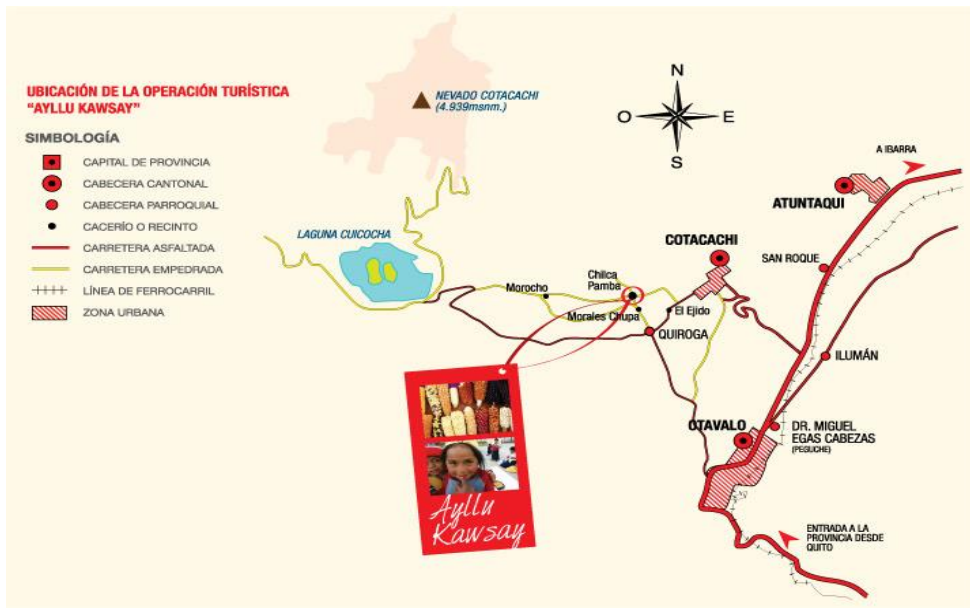 UBICACIÓN DE LA OPERACIÓN TURÍSTICA
"AYLLU KAWSAY"
SIMBOLOGÍA
CAPITAL DE PROVINCIA
CABECERA CANTONAL
CABECERA PARROQUIAL
CACERÍO O RECINTO
CARRETERA ASFALTADA
CARRETERA EMPEDRADA
LÍNEA DE FERROCARRIL
ZONA URBANA
NEVADO COTACACHI
(4.939msnm.)
N
O
E
S
A IBARRA
ATUNTAQUI
LAGUNA CUICOCHA
COTACACHI
SAN ROQUE
Chilca
Pamba
Morocho
Morales Chupa
El Ejido
QUIROGA
ILUMÁN
OTAVALO
DR. MIGUEL
EGAS CABEZAS
(PEGUCHE)
Ayllu
Kawsay
ENTRADA A LA
PROVINCIA DESDE
QUITO